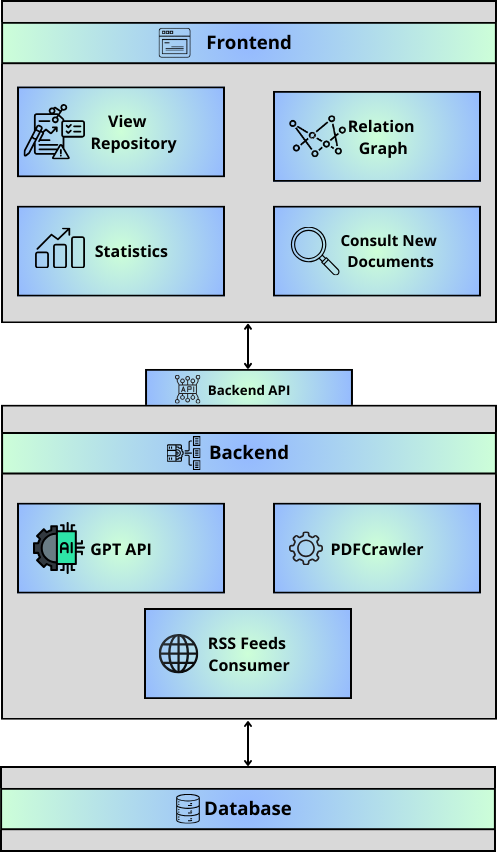 Frontend
View
Repository
Relation
Graph
Statistics
Consult New
Documents
API
Backend API
Backend
AI
GPT API
PDFCrawler
RSS Feeds
Consumer
Database